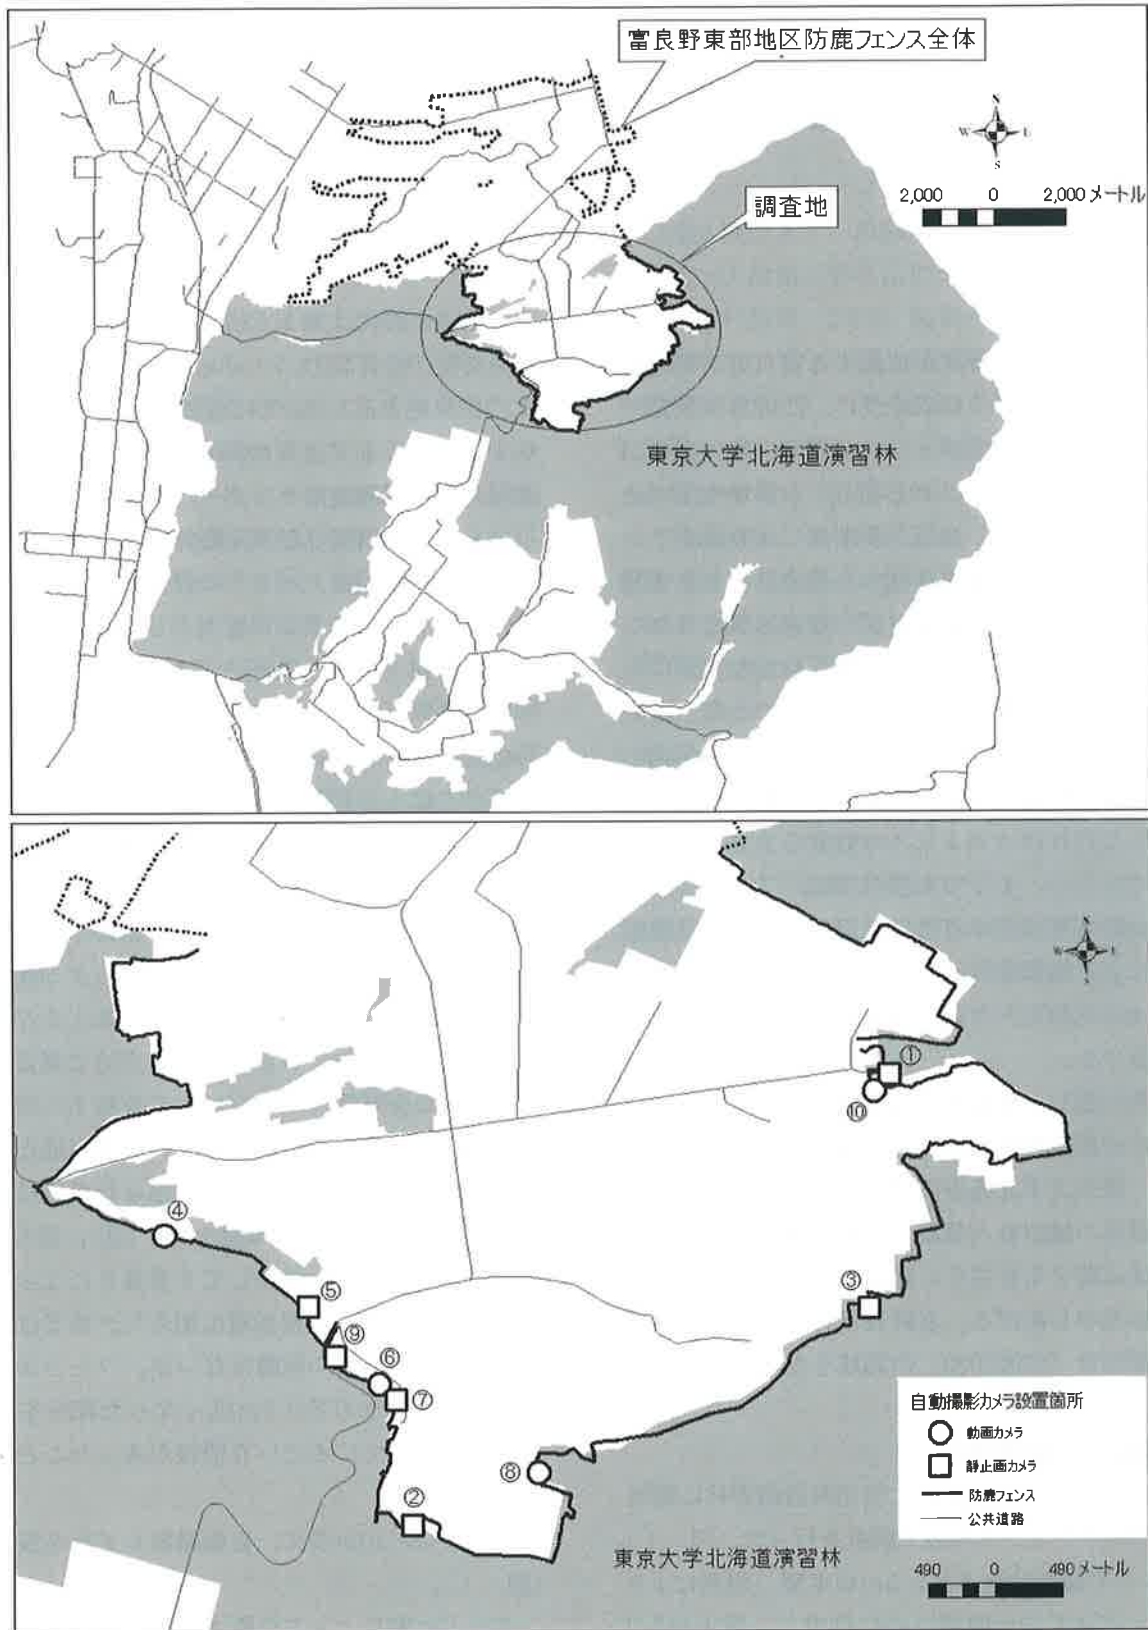 富良野東部地区防鹿フェンス全体
N
W E
S
2,000 0 2,000 メートル
調査地
東京大学北海道演習林
N
W E
S
①
⑩
④
⑤
③
⑨
⑥
⑦
⑧
②
自動撮影カメラ設置箇所
動画カメラ
静止画カメラ
防鹿フェンス
公共道路
東京大学北海道演習林
490 0 490 メートル